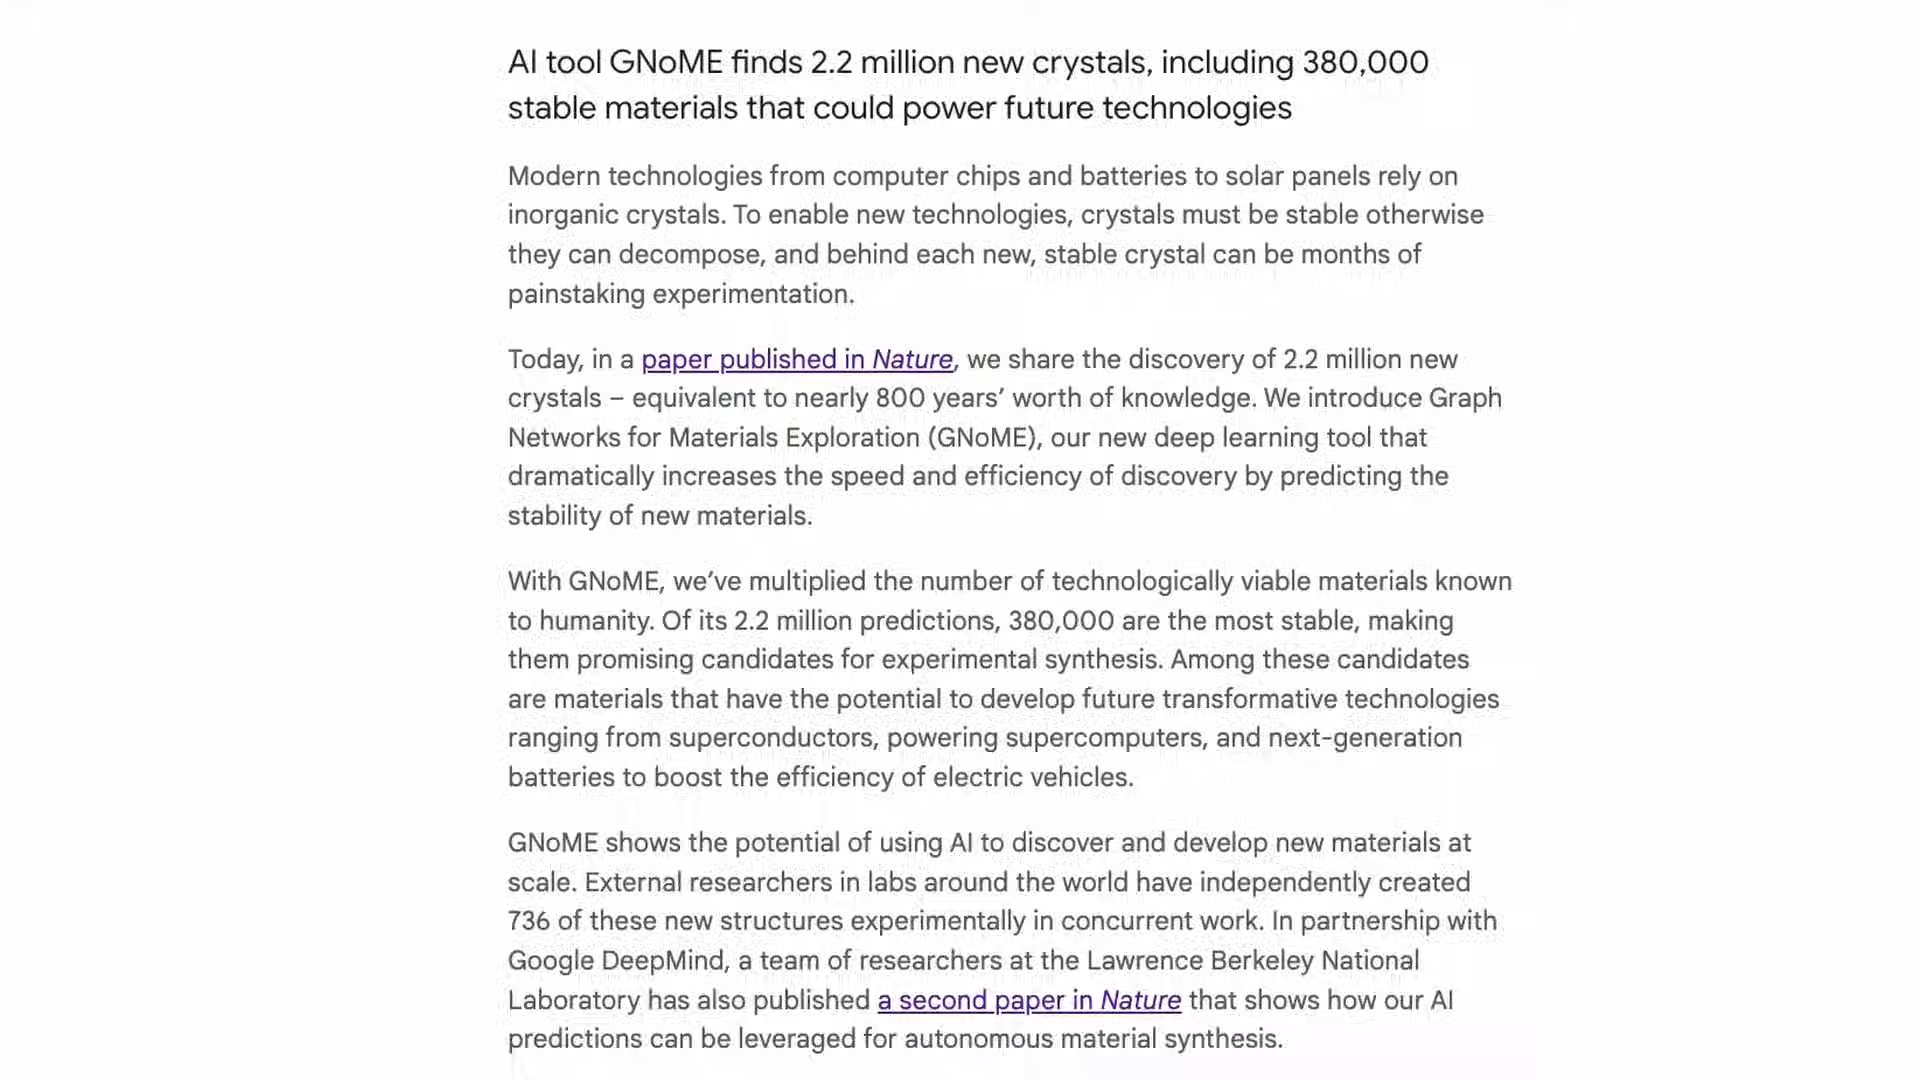 AI tool GNoME finds 2.2 million new crystals, including 380,000
stable materials that could power future technologies
Modern technologies from computer chips and batteries to solar panels rely on
inorganic crystals. To enable new technologies, crystals must be stable otherwise
they can decompose, and behind each new, stable crystal can be months of
painstaking experimentation.
Today, in a paper published in Nature, we share the discovery of 2.2 million new
crystals – equivalent to nearly 800 years’ worth of knowledge. We introduce Graph
Networks for Materials Exploration (GNoME), our new deep learning tool that
dramatically increases the speed and efficiency of discovery by predicting the
stability of new materials.
With GNoME, we’ve multiplied the number of technologically viable materials known
to humanity. Of its 2.2 million predictions, 380,000 are the most stable, making
them promising candidates for experimental synthesis. Among these candidates
are materials that have the potential to develop future transformative technologies
ranging from superconductors, powering supercomputers, and next-generation
batteries to boost the efficiency of electric vehicles.
GNoME shows the potential of using AI to discover and develop new materials at
scale. External researchers in labs around the world have independently created
736 of these new structures experimentally in concurrent work. In partnership with
Google DeepMind, a team of researchers at the Lawrence Berkeley National
Laboratory has also published a second paper in Nature that shows how our AI
predictions can be leveraged for autonomous material synthesis.